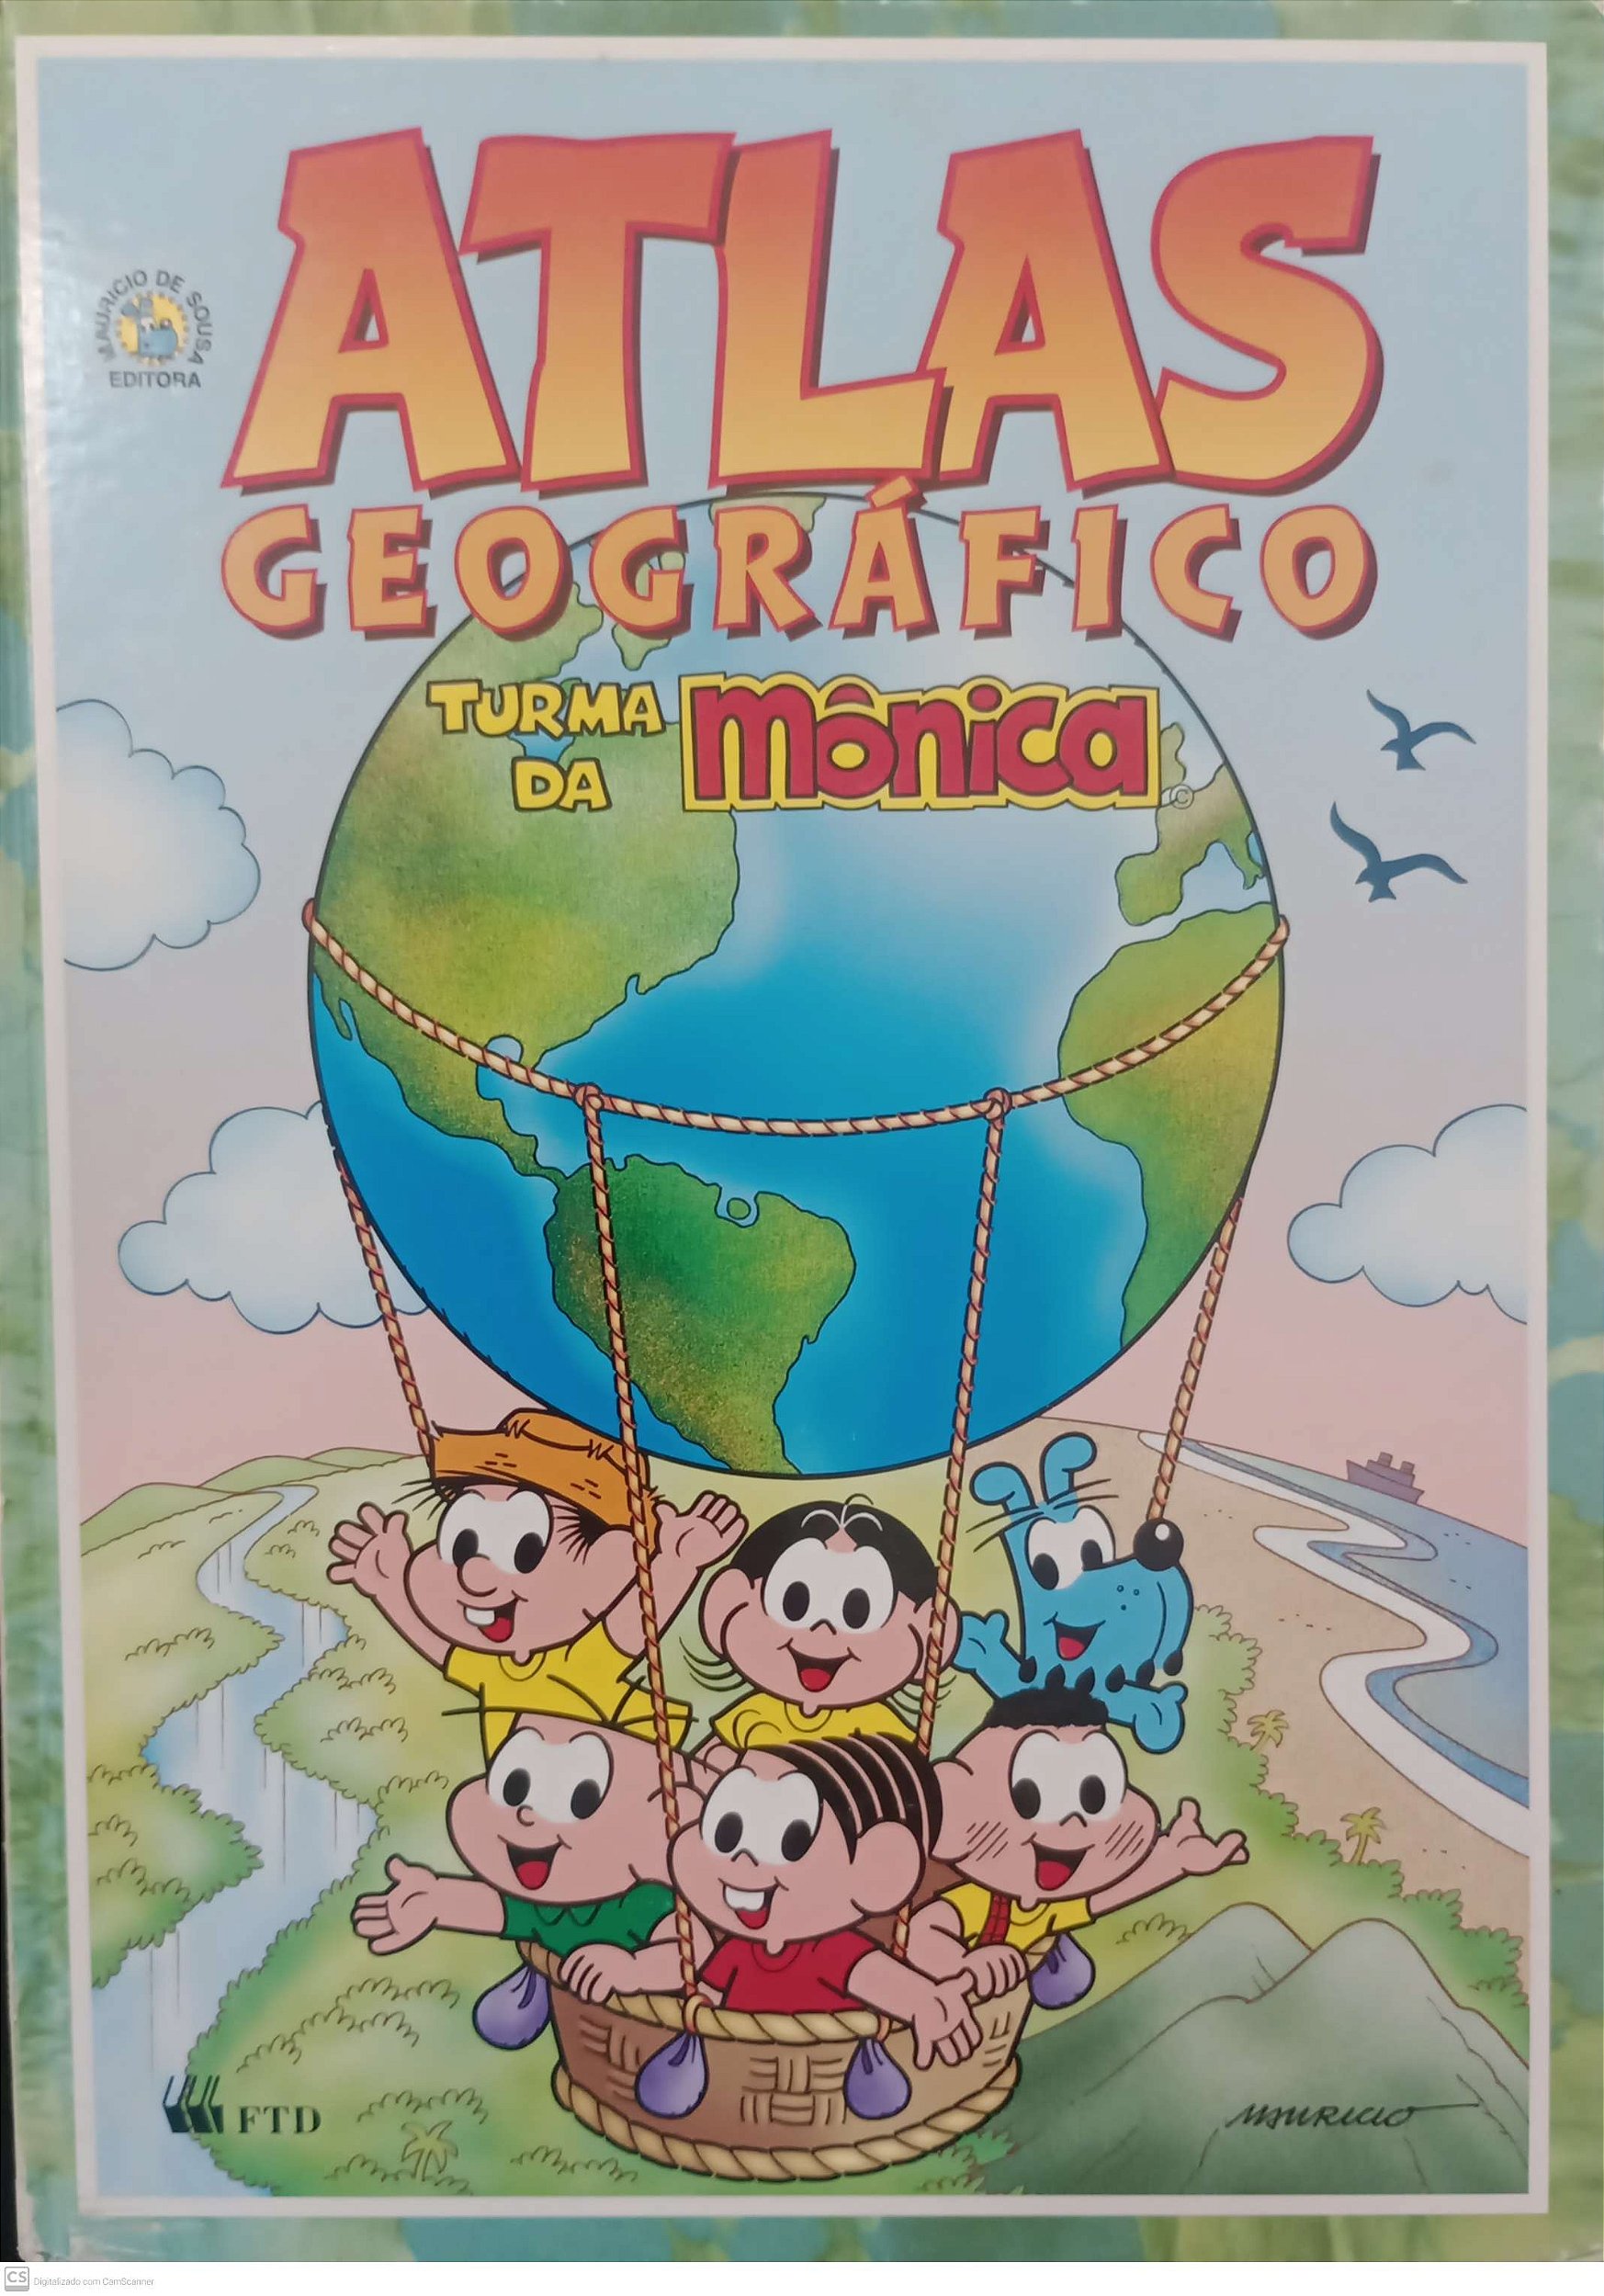 ATLAS
MAURICIO DE SOUSA
EDITORA
GEOGRÁFICO
TURMA
DA
Mônica
©
FTD
MAURICIO
CS Digitalizado com CamScanner